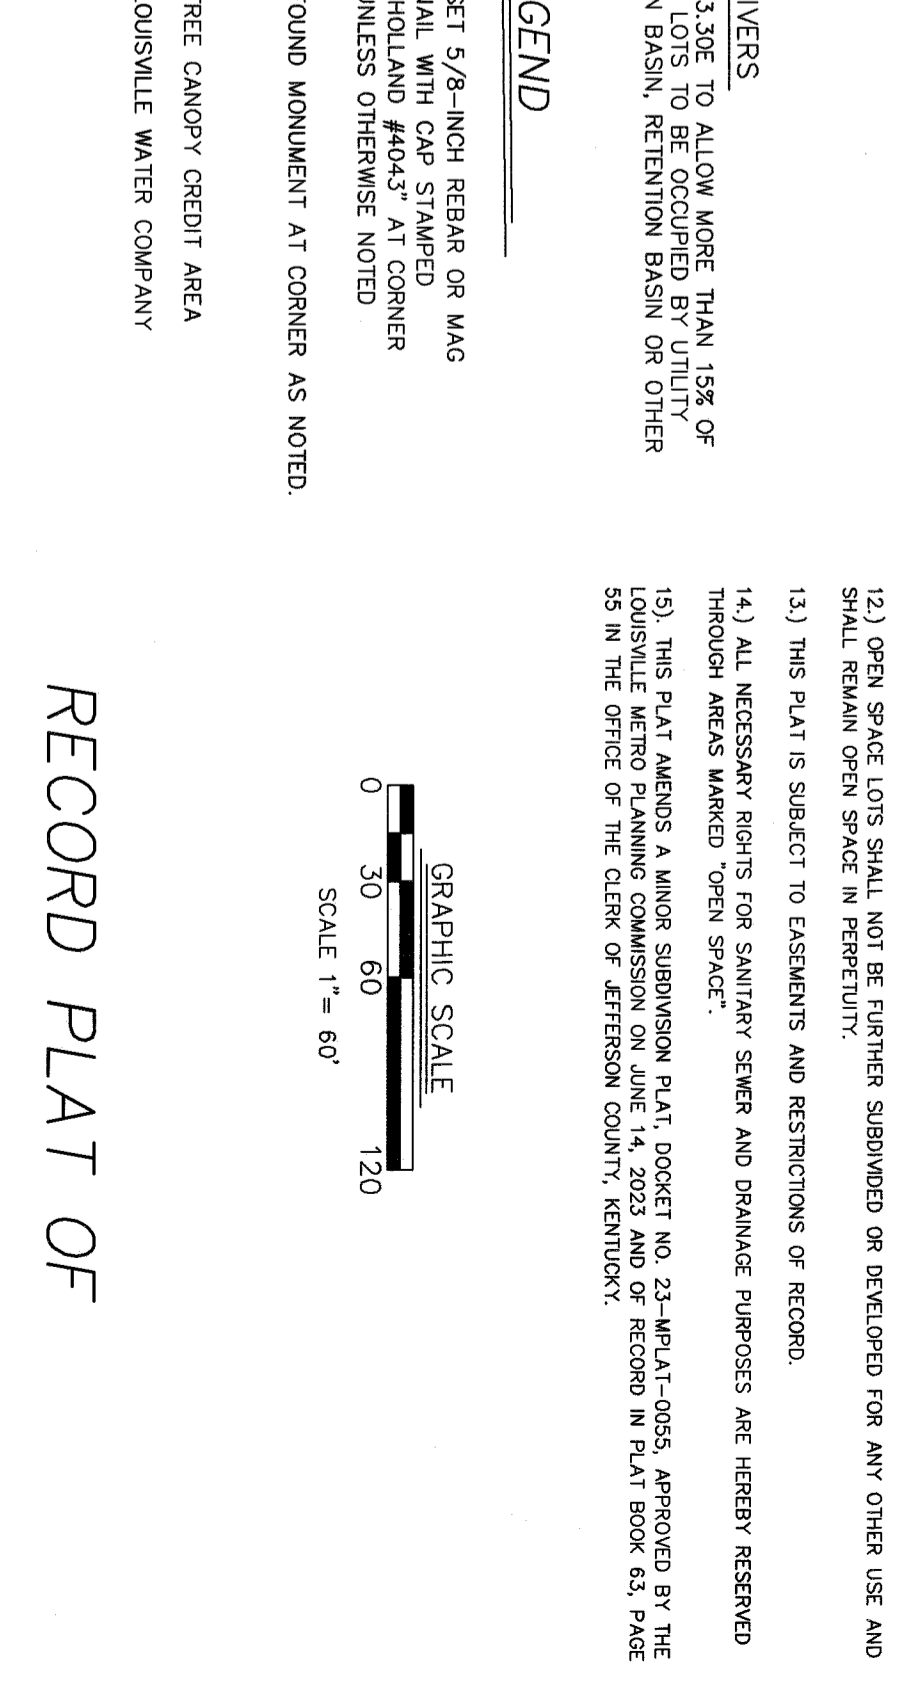 IVERS
3.30E TO ALLOW MORE THAN 15% OF
LOTS TO BE OCCUPIED BY UTILITY
N BASIN, RETENTION BASIN OR OTHER
GEND
SET 5/8-INCH REBAR OR MAG
NAIL WITH CAP STAMPED
HOLLAND #4043" AT CORNER
UNLESS OTHERWISE NOTED
FOUND MONUMENT AT CORNER AS NOTED.
REE CANOPY CREDIT AREA
LOUISVILLE WATER COMPANY
12.) OPEN SPACE LOTS SHALL NOT BE FURTHER SUBDIVIDED OR DEVELOPED FOR ANY OTHER USE AND
SHALL REMAIN OPEN SPACE IN PERPETUITY.
13.) THIS PLAT IS SUBJECT TO EASEMENTS AND RESTRICTIONS OF RECORD.
14.) ALL NECESSARY RIGHTS FOR SANITARY SEWER AND DRAINAGE PURPOSES ARE HEREBY RESERVED
THROUGH AREAS MARKED "OPEN SPACE".
15). THIS PLAT AMENDS A MINOR SUBDIVISION PLAT, DOCKET NO. 23-MPLAT-0055, APPROVED BY THE
LOUISVILLE METRO PLANNING COMMISSION ON JUNE 14, 2023 AND OF RECORD IN PLAT BOOK 63, PAGE
55 IN THE OFFICE OF THE CLERK OF JEFFERSON COUNTY, KENTUCKY.
GRAPHIC SCALE
0 30 60 120
SCALE 1"= 60'
RECORD PLAT OF